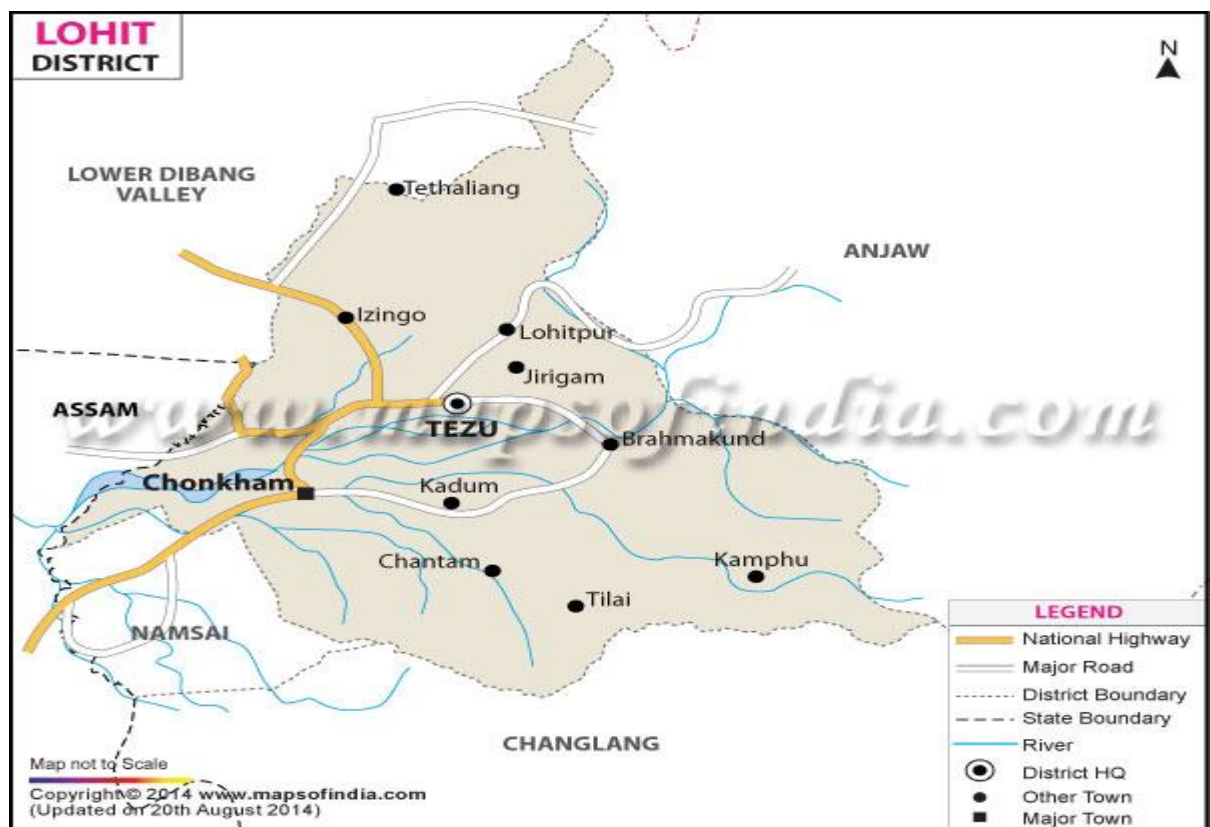 LOHIT
DISTRICT
N
LOWER DIBANG
VALLEY
Tethaliang
ANJAW
Izingo
Lohitpur
Jirigam
ASSAM
www.mapsofindia.com
TEZU
Brahmakund
Chonkham
Kadum
Chantam
Kamphu
Tilai
NAMSAI
CHANGLANG
LEGEND
National Highway
Major Road
District Boundary
State Boundary
River
District HQ
Other Town
Major Town
Map not to Scale
Copyright © 2014 www.mapsofindia.com
(Updated on 20th August 2014)